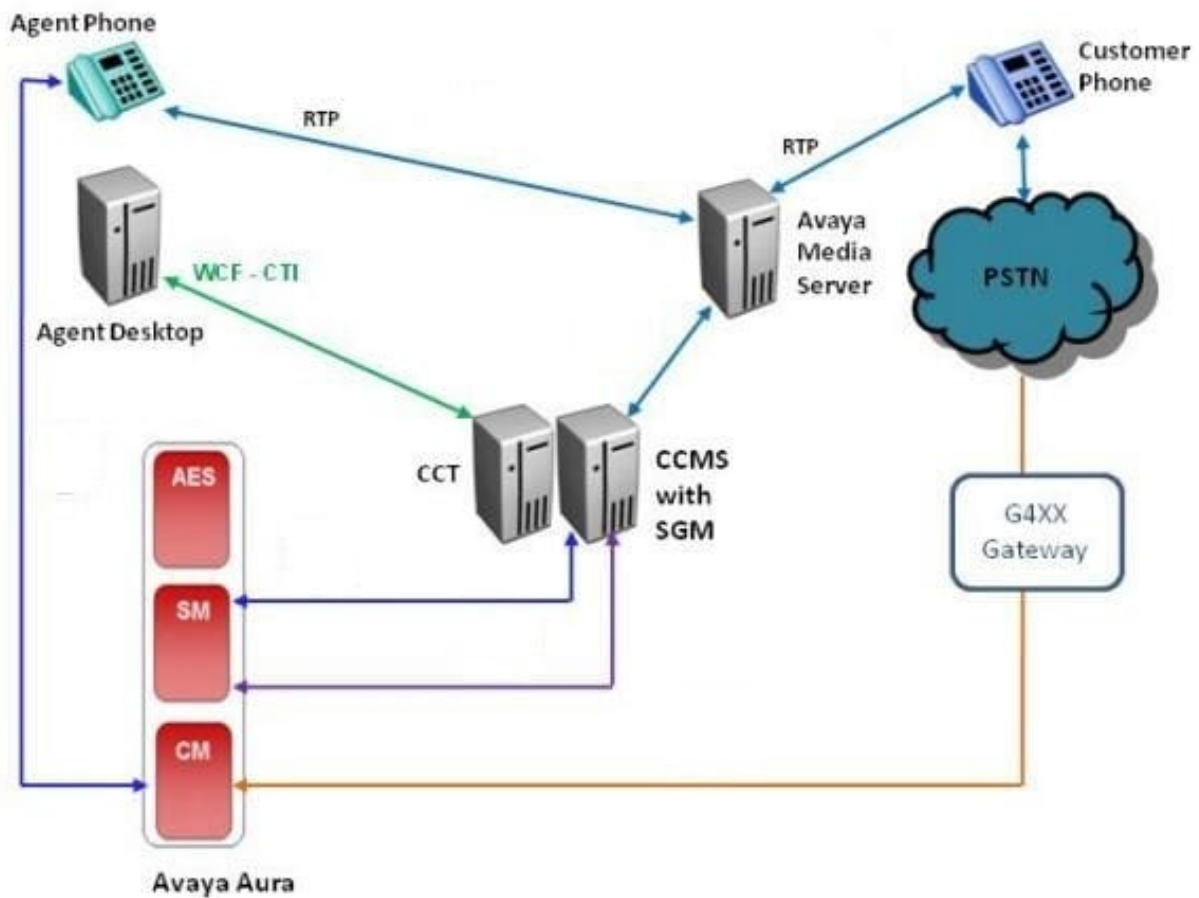 Agent Phone
Customer
Phone
RTP
RTP
Avaya
Media
Server
PSTN
WCF - CTI
Agent Desktop
CCT
CCMS
with
SGM
AES
G4XX
Gateway
SM
CM
Avaya Aura